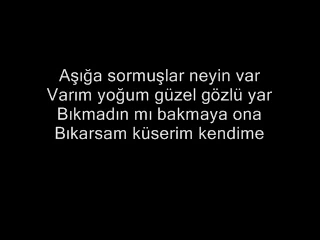 Aşığa sormuşlar neyin var
Varım yoğum güzel gözlü yar
Bıkmadın mı bakmaya ona
Bıkarsam küserim kendime